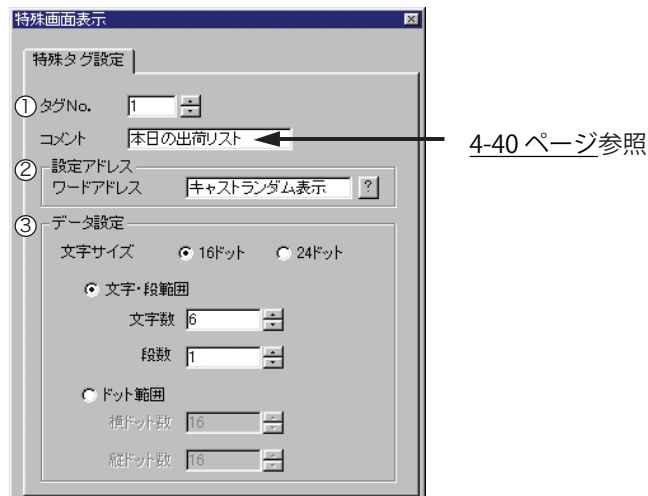 特殊画面表示
特殊タグ設定
① タグNo. 1
コメント 本日の出荷リスト 4-40 ページ参照
② 設定アドレス
ワードアドレス キャストランダム表示 ?
③ データ設定
文字サイズ 16ドット 24ドット
文字・段範囲
文字数 6
段数 1
ドット範囲
横ドット数 16
縦ドット数 16